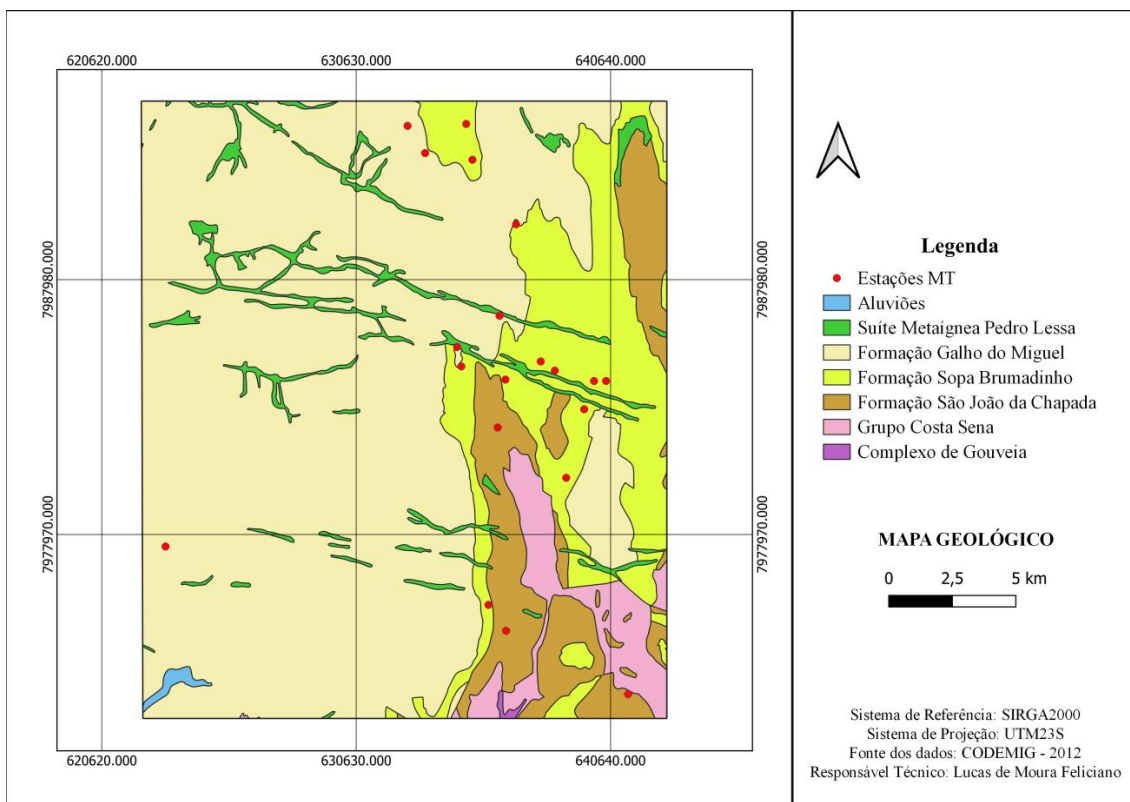 620620.000 630630.000 640640.000
7987980.000 7987980.000
7977970.000 7977970.000
620620.000 630630.000 640640.000
Legenda
Estações MT
Aluviões
Suíte Metaígnea Pedro Lessa
Formação Galho do Miguel
Formação Sopa Brumadinho
Formação São João da Chapada
Grupo Costa Sena
Complexo de Gouveia
MAPA GEOLÓGICO
0 2,5 5 km
Sistema de Referência: SIRGA2000
Sistema de Projeção: UTM23S
Fonte dos dados: CODEMIG - 2012
Responsável Técnico: Lucas de Moura Feliciano